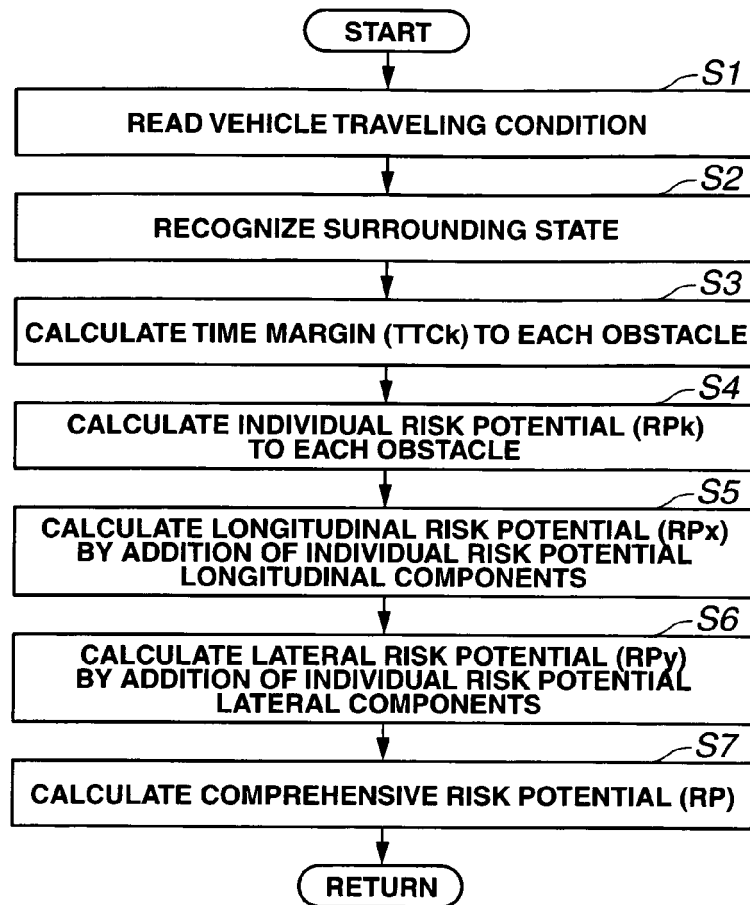 START
S1
READ VEHICLE TRAVELING CONDITION
S2
RECOGNIZE SURROUNDING STATE
S3
CALCULATE TIME MARGIN (TTCk) TO EACH OBSTACLE
S4
CALCULATE INDIVIDUAL RISK POTENTIAL (RPk)
TO EACH OBSTACLE
S5
CALCULATE LONGITUDINAL RISK POTENTIAL (RPx)
BY ADDITION OF INDIVIDUAL RISK POTENTIAL
LONGITUDINAL COMPONENTS
S6
CALCULATE LATERAL RISK POTENTIAL (RPy)
BY ADDITION OF INDIVIDUAL RISK POTENTIAL
LATERAL COMPONENTS
S7
CALCULATE COMPREHENSIVE RISK POTENTIAL (RP)
RETURN